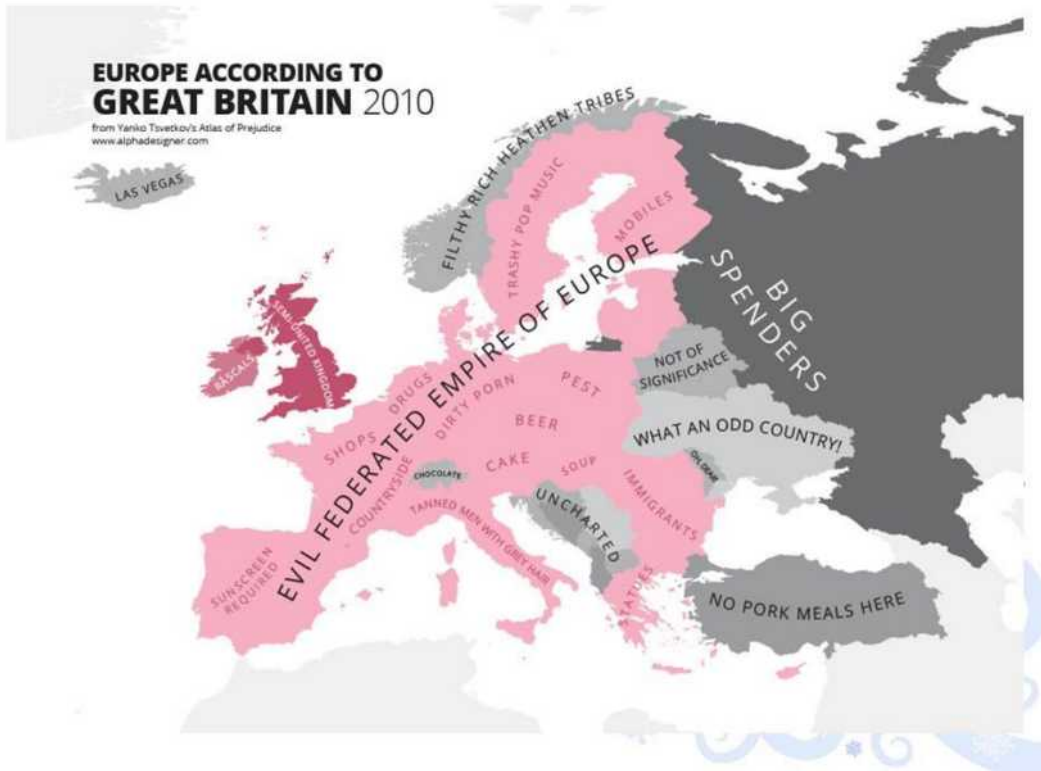 EUROPE ACCORDING TO
GREAT BRITAIN 2010
from Yanko Tsvetkov's Atlas of Prejudice
www.alphadesigner.com
LAS VEGAS
FILTHY RICH HEATHEN TRIBES
TRASHY POP MUSIC
MOBILES
EVIL FEDERATED EMPIRE OF EUROPE
BIG
SPENDERS
SEMI-UNITED KINGDOM
RASCALS
NOT OF
SIGNIFICANCE
DRUGS
DIRTY PORN
PEST
SHOPS
BEER
WHAT AN ODD COUNTRY!
COUNTRYSIDE
CHOCOLATE
CAKE
SOUP
OH, DEAR!
IMMIGRANTS
UNCHARTED
TANNED MEN WITH GREY HAIR
SUNSCREEN
REQUIRED
STATUES
NO PORK MEALS HERE